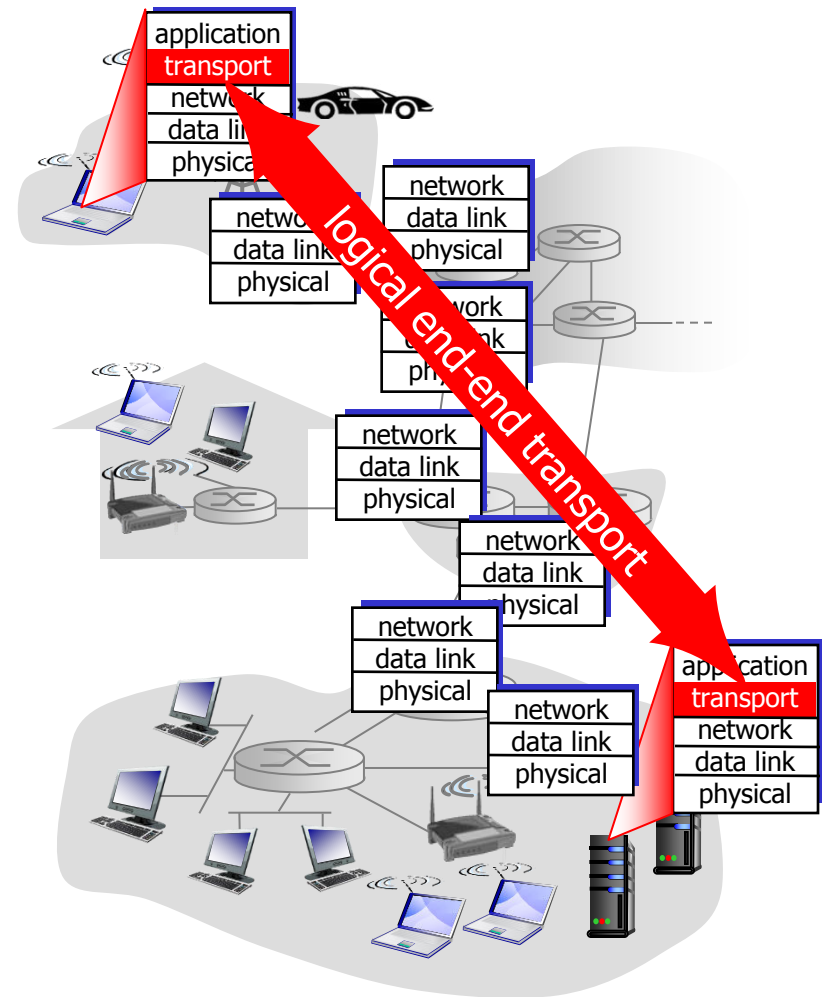 application
transport
network
data link
physical
network
data link
physical
network
data link
physical
logical end-end transport
network
data link
physical
network
data link
physical
network
data link
physical
network
data link
physical
application
transport
network
data link
physical